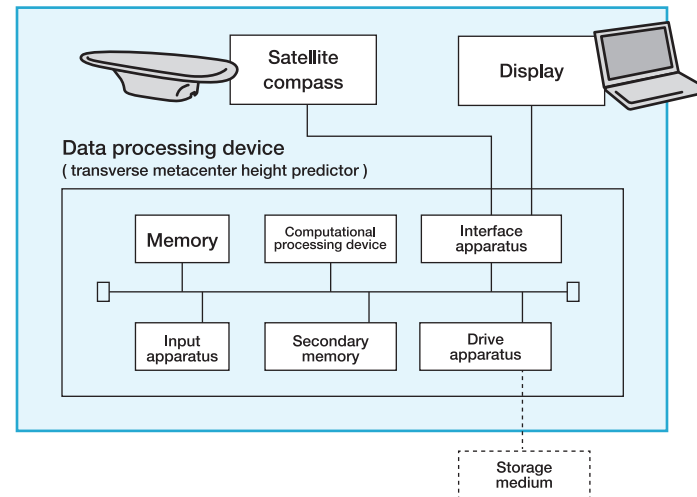 Satellite
compass
Display
Data processing device
( transverse metacenter height predictor )
Memory
Computational
processing device
Interface
apparatus
Input
apparatus
Secondary
memory
Drive
apparatus
Storage
medium